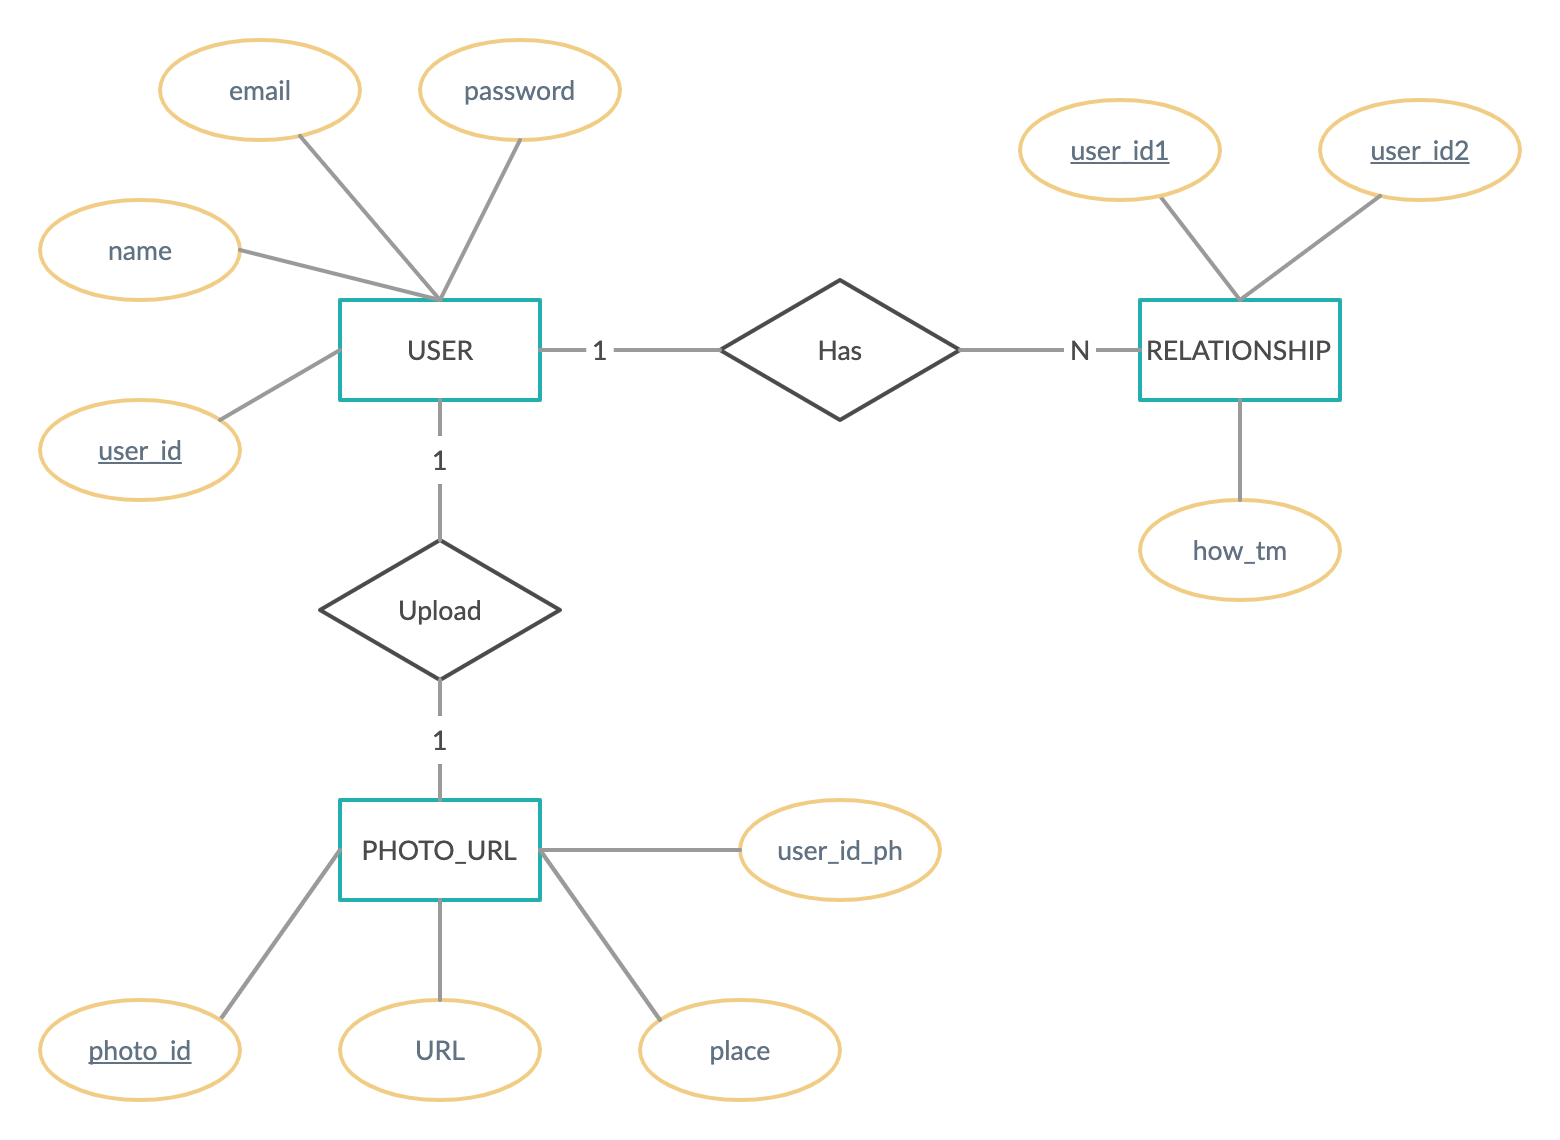 email
password
user_id1
user_id2
name
USER
1
Has
N
RELATIONSHIP
user_id
1
how_tm
Upload
1
PHOTO_URL
user_id_ph
photo_id
URL
place